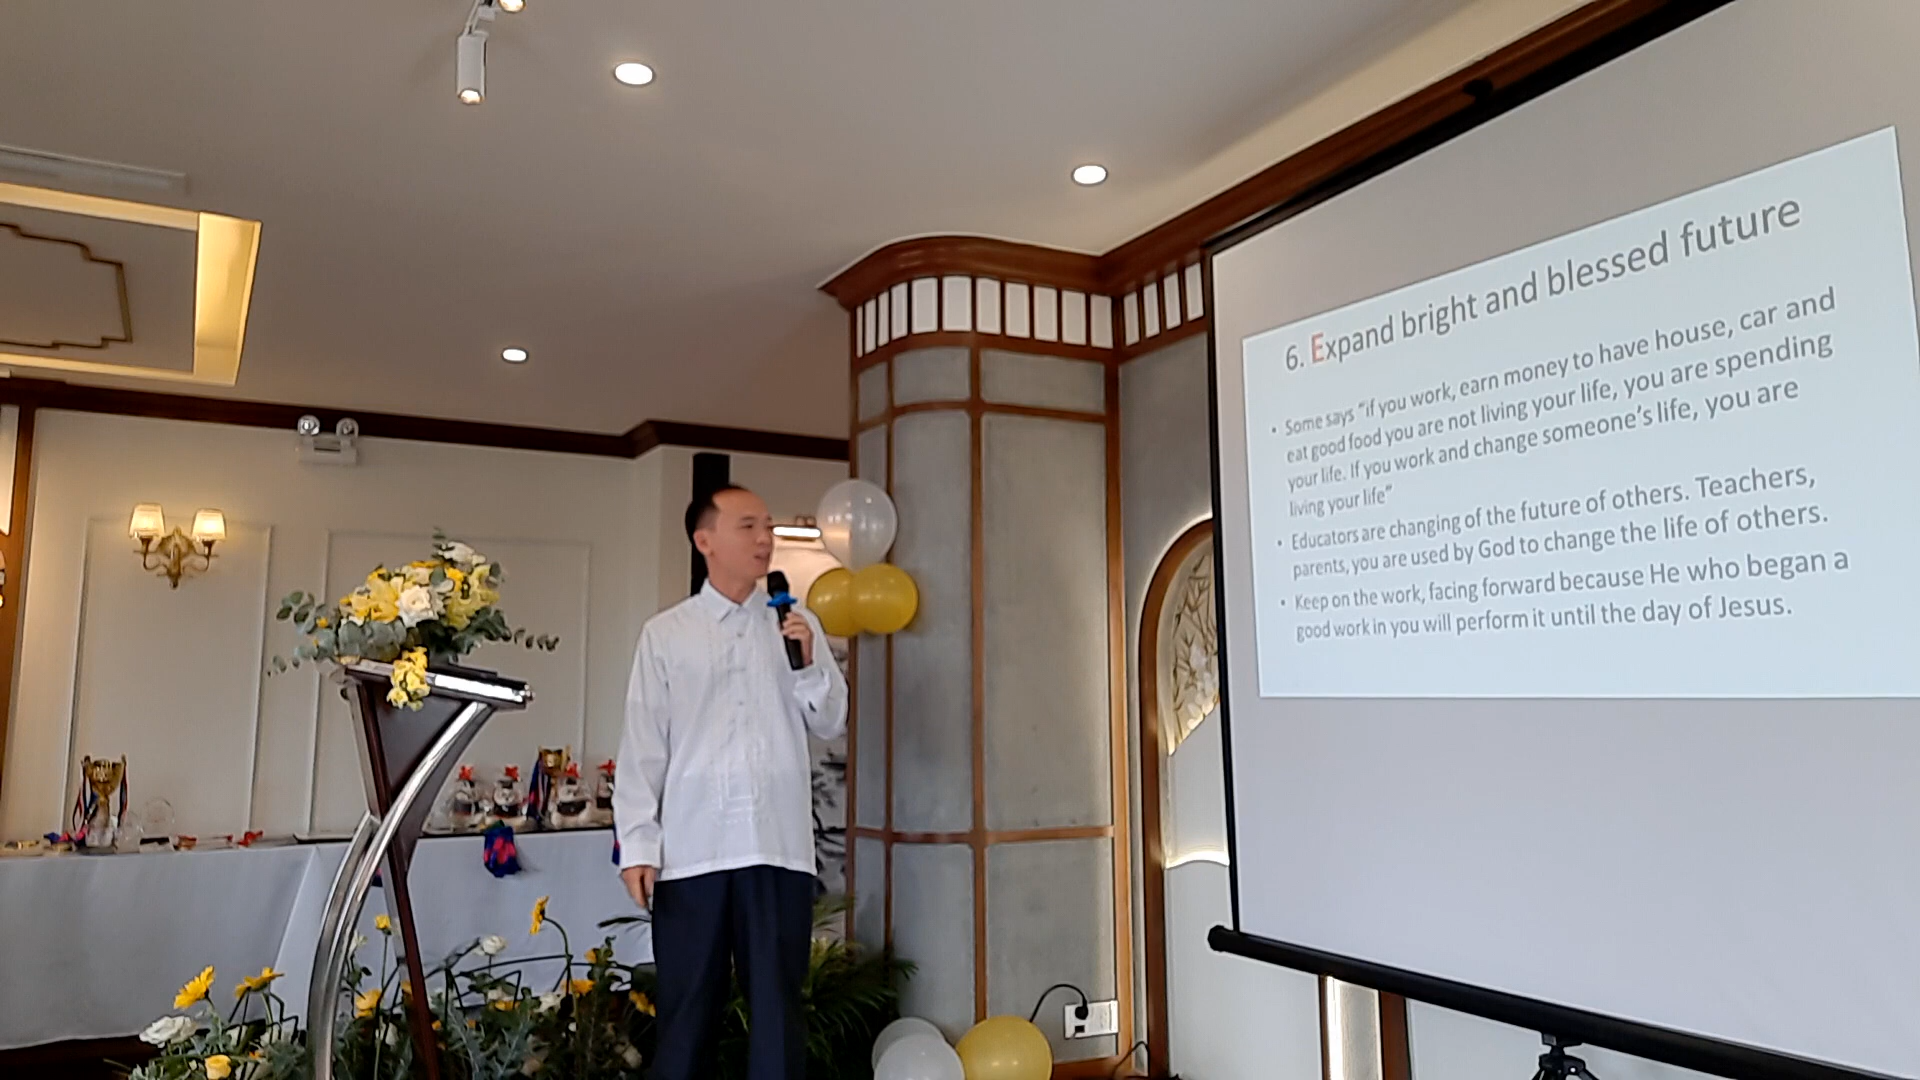 6. Expand bright and blessed future
• Some says "if you work, earn money to have house, car and
eat good food you are not living your life, you are spending
your life. If you work and change someone's life, you are
living your life"
• Educators are changing of the future of others. Teachers,
parents, you are used by God to change the life of others.
• Keep on the work, facing forward because He who began a
good work in you will perform it until the day of Jesus.